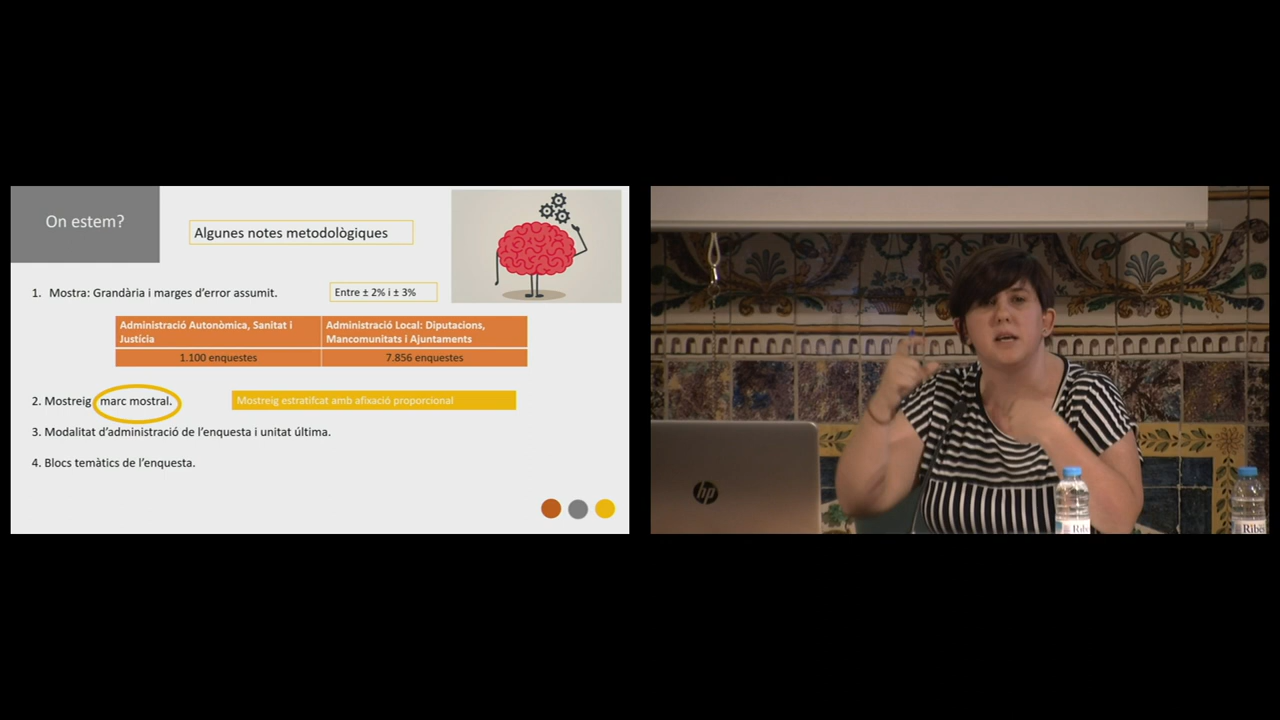 On estem?
Algunes notes metodològiques
1. Mostra: Grandària i marges d'error assumit.
Entre ± 2% i ± 3%
Administració Autonòmica, Sanitat i
Justícia
Administració Local: Diputacions,
Mancomunitats i Ajuntaments
1.100 enquestes
7.856 enquestes
2. Mostreig marc mostral.
Mostreig estratifcat amb afixació proporcional
3. Modalitat d'administració de l'enquesta i unitat última.
4. Blocs temàtics de l'enquesta.
hp
Rib
Ribes